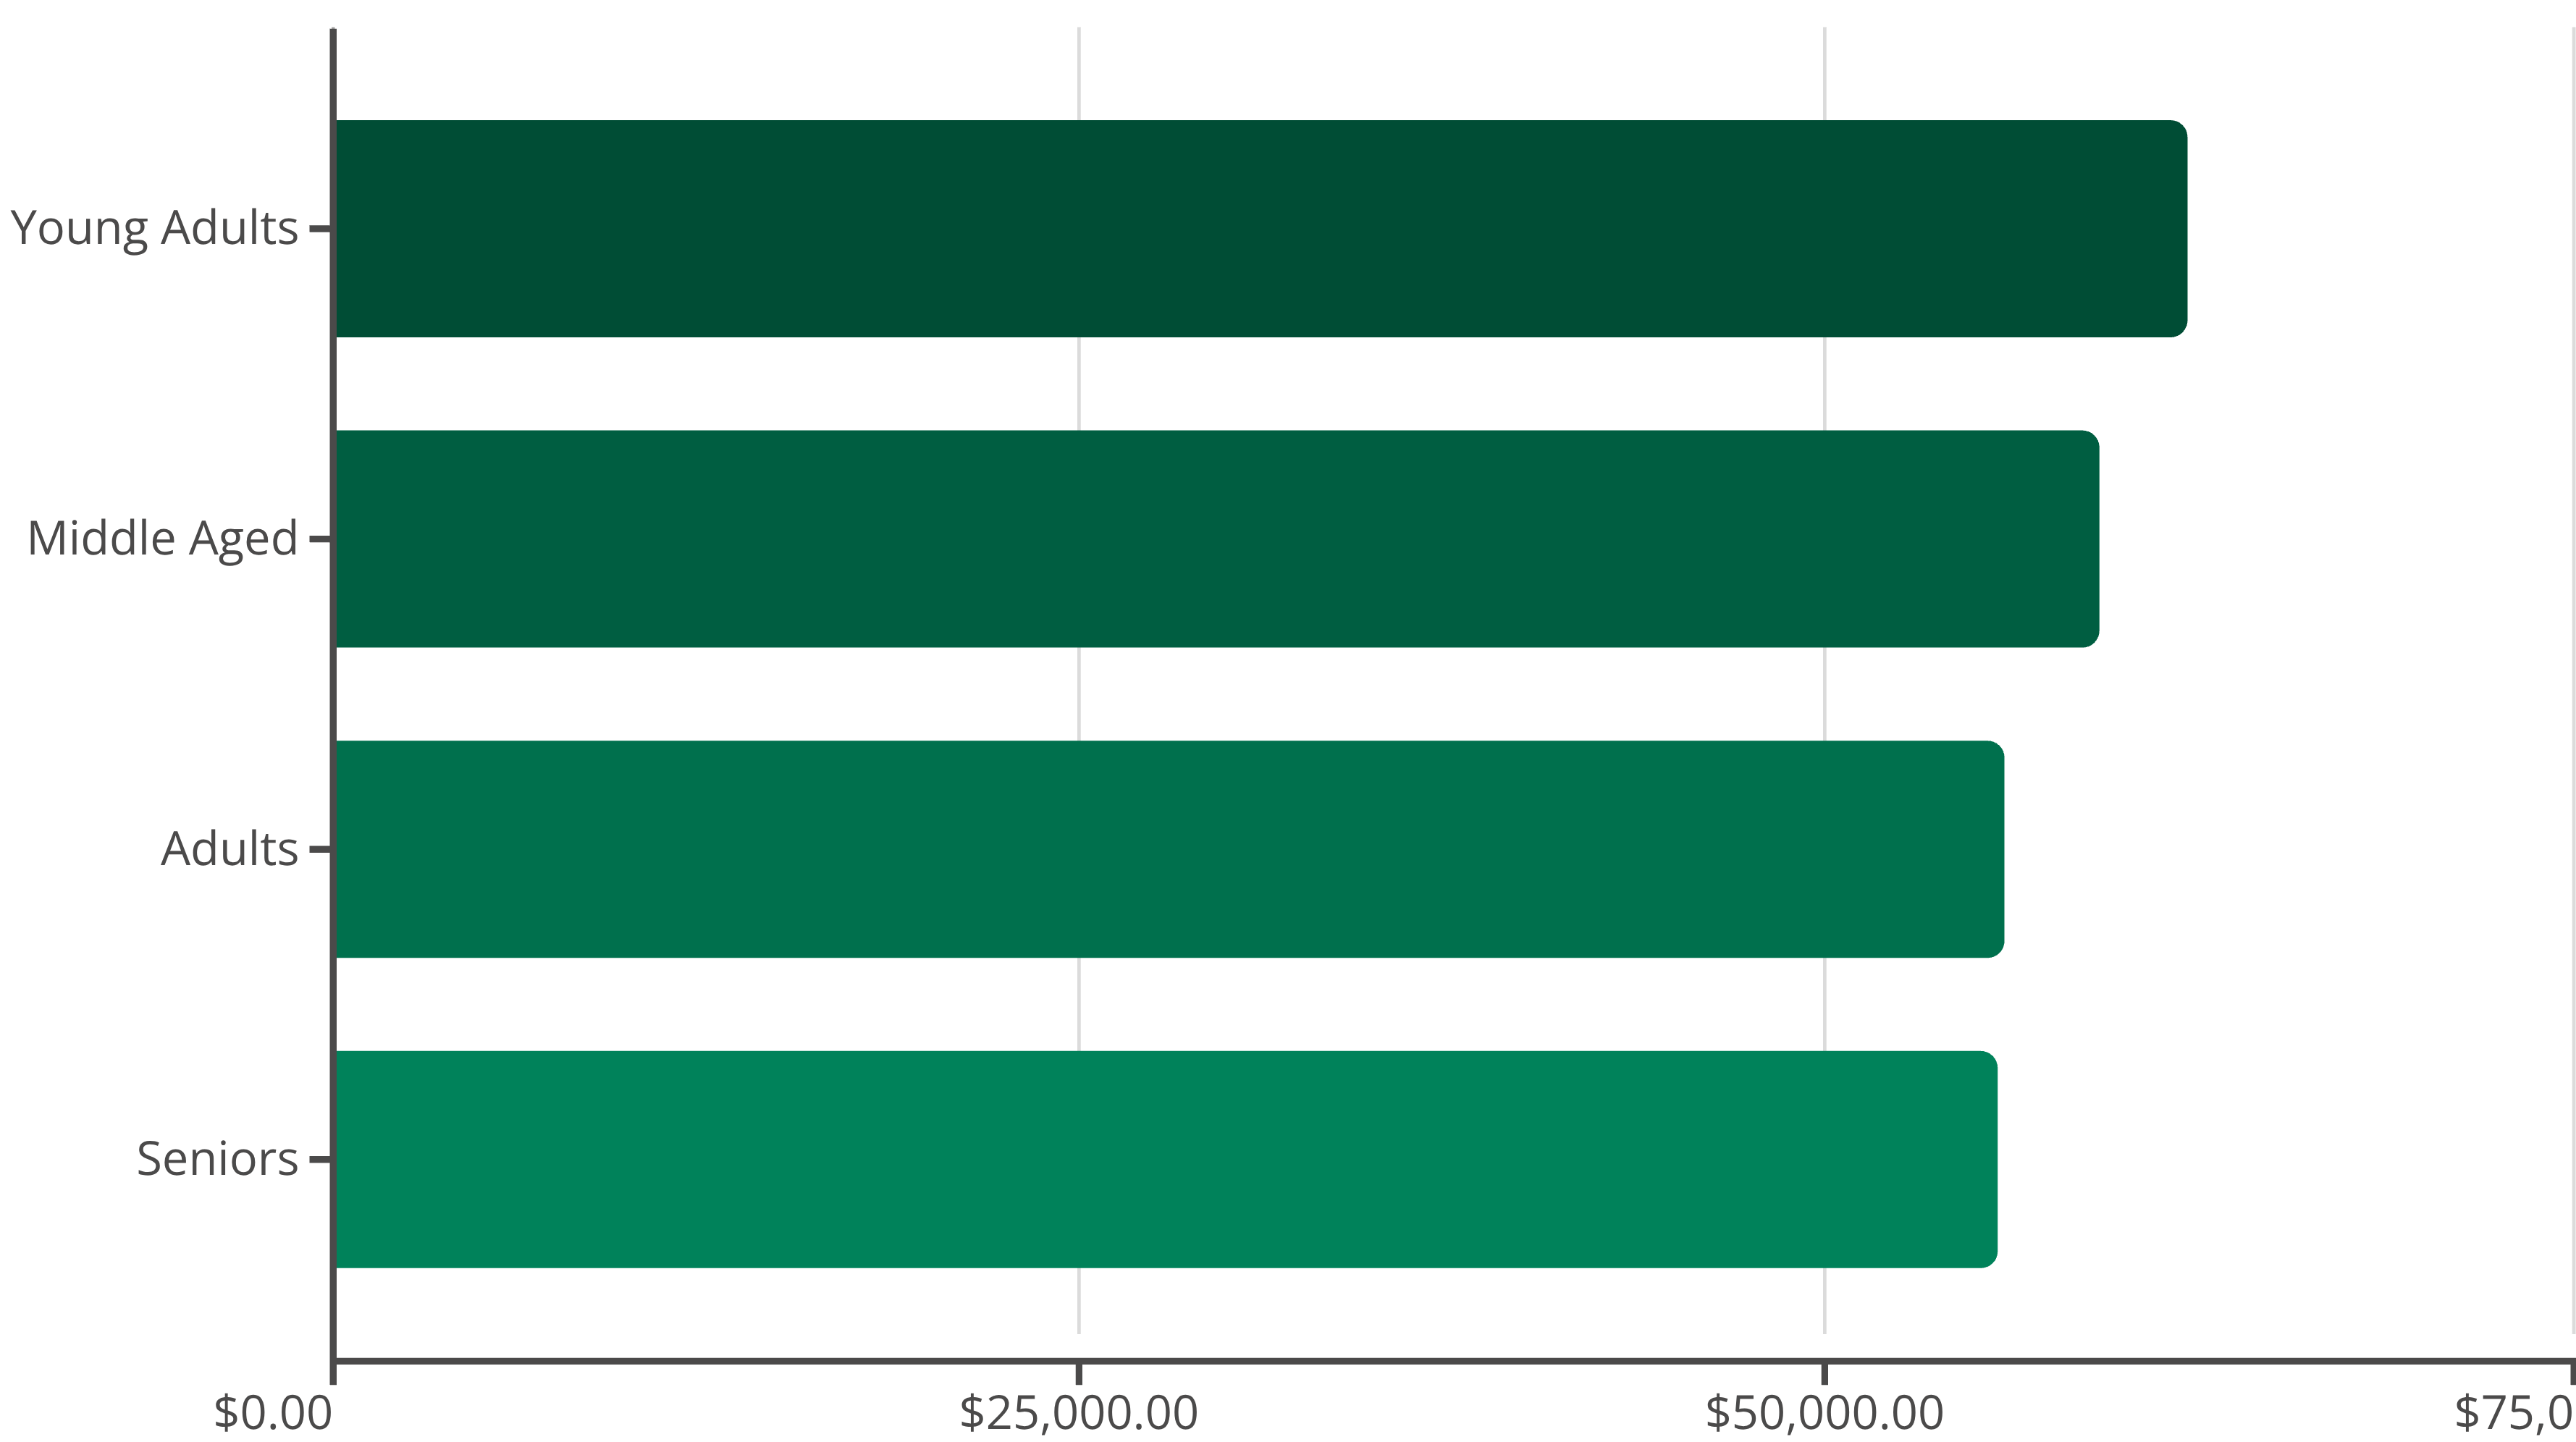 Young Adults
Middle Aged
Adults
Seniors
$0.00 $25,000.00 $50,000.00 $75,0